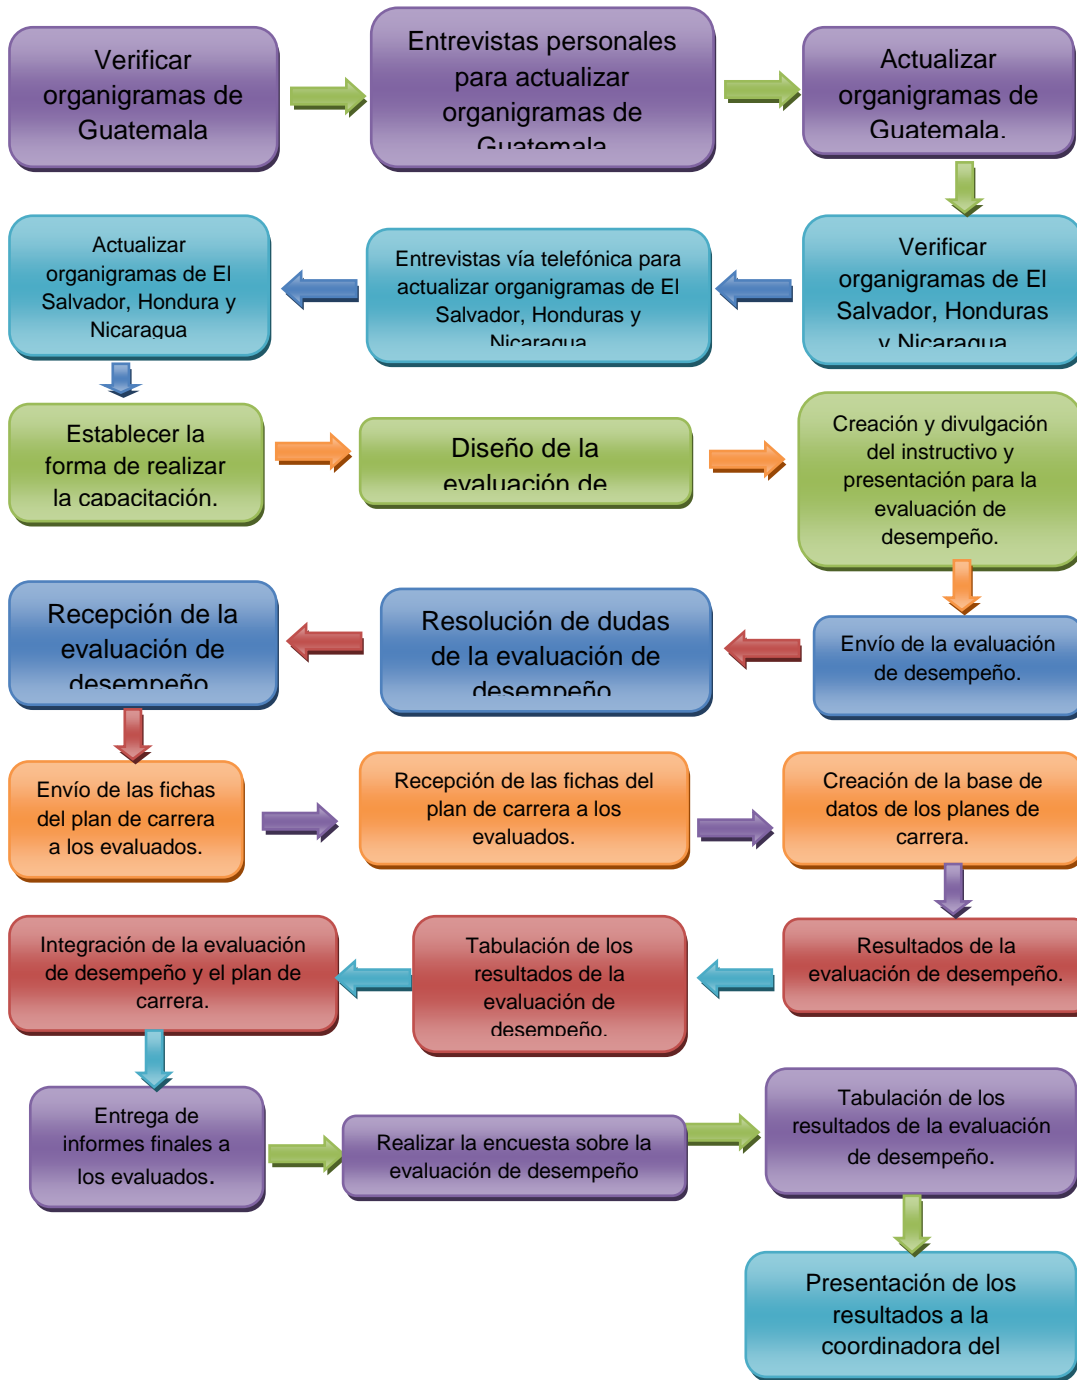 Verificar
organigramas de
Guatemala
Entrevistas personales
para actualizar
organigramas de
Guatemala
Actualizar
organigramas de
Guatemala.
Verificar
organigramas de El
Salvador, Honduras
y Nicaragua
Entrevistas vía telefónica para
actualizar organigramas de El
Salvador, Honduras y
Nicaragua
Actualizar
organigramas de El
Salvador, Hondura y
Nicaragua
Establecer la
forma de realizar
la capacitación.
Diseño de la
evaluación de
Creación y divulgación
del instructivo y
presentación para la
evaluación de
desempeño.
Envío de la evaluación
de desempeño.
Resolución de dudas
de la evaluación de
desempeño
Recepción de la
evaluación de
desempeño
Envío de las fichas
del plan de carrera
a los evaluados.
Recepción de las fichas del
plan de carrera a los
evaluados.
Creación de la base de
datos de los planes de
carrera.
Resultados de la
evaluación de desempeño.
Tabulación de los
resultados de la
evaluación de
desempeño.
Integración de la evaluación
de desempeño y el plan de
carrera.
Entrega de
informes finales a
los evaluados.
Realizar la encuesta sobre la
evaluación de desempeño
Tabulación de los
resultados de la evaluación
de desempeño.
Presentación de los
resultados a la
coordinadora del